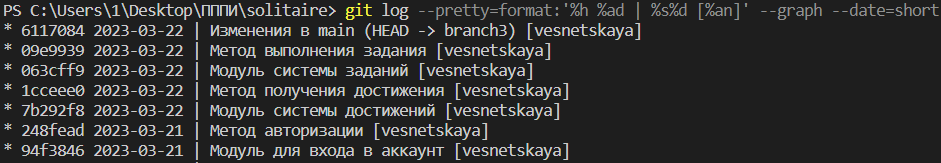 PS C:\Users\1\Desktop\ПППИ\solitaire> git log --pretty=format:'%h %ad | %s%d [%an]' --graph --date=short
* 6117084 2023-03-22 | Изменения в main (HEAD -> branch3) [vesnetskaya]
* 09e9939 2023-03-22 | Метод выполнения задания [vesnetskaya]
* 063cff9 2023-03-22 | Модуль системы заданий [vesnetskaya]
* 1cceee0 2023-03-22 | Метод получения достижения [vesnetskaya]
* 7b292f8 2023-03-22 | Модуль системы достижений [vesnetskaya]
* 248fead 2023-03-21 | Метод авторизации [vesnetskaya]
* 94f3846 2023-03-21 | Модуль для входа в аккаунт [vesnetskaya]